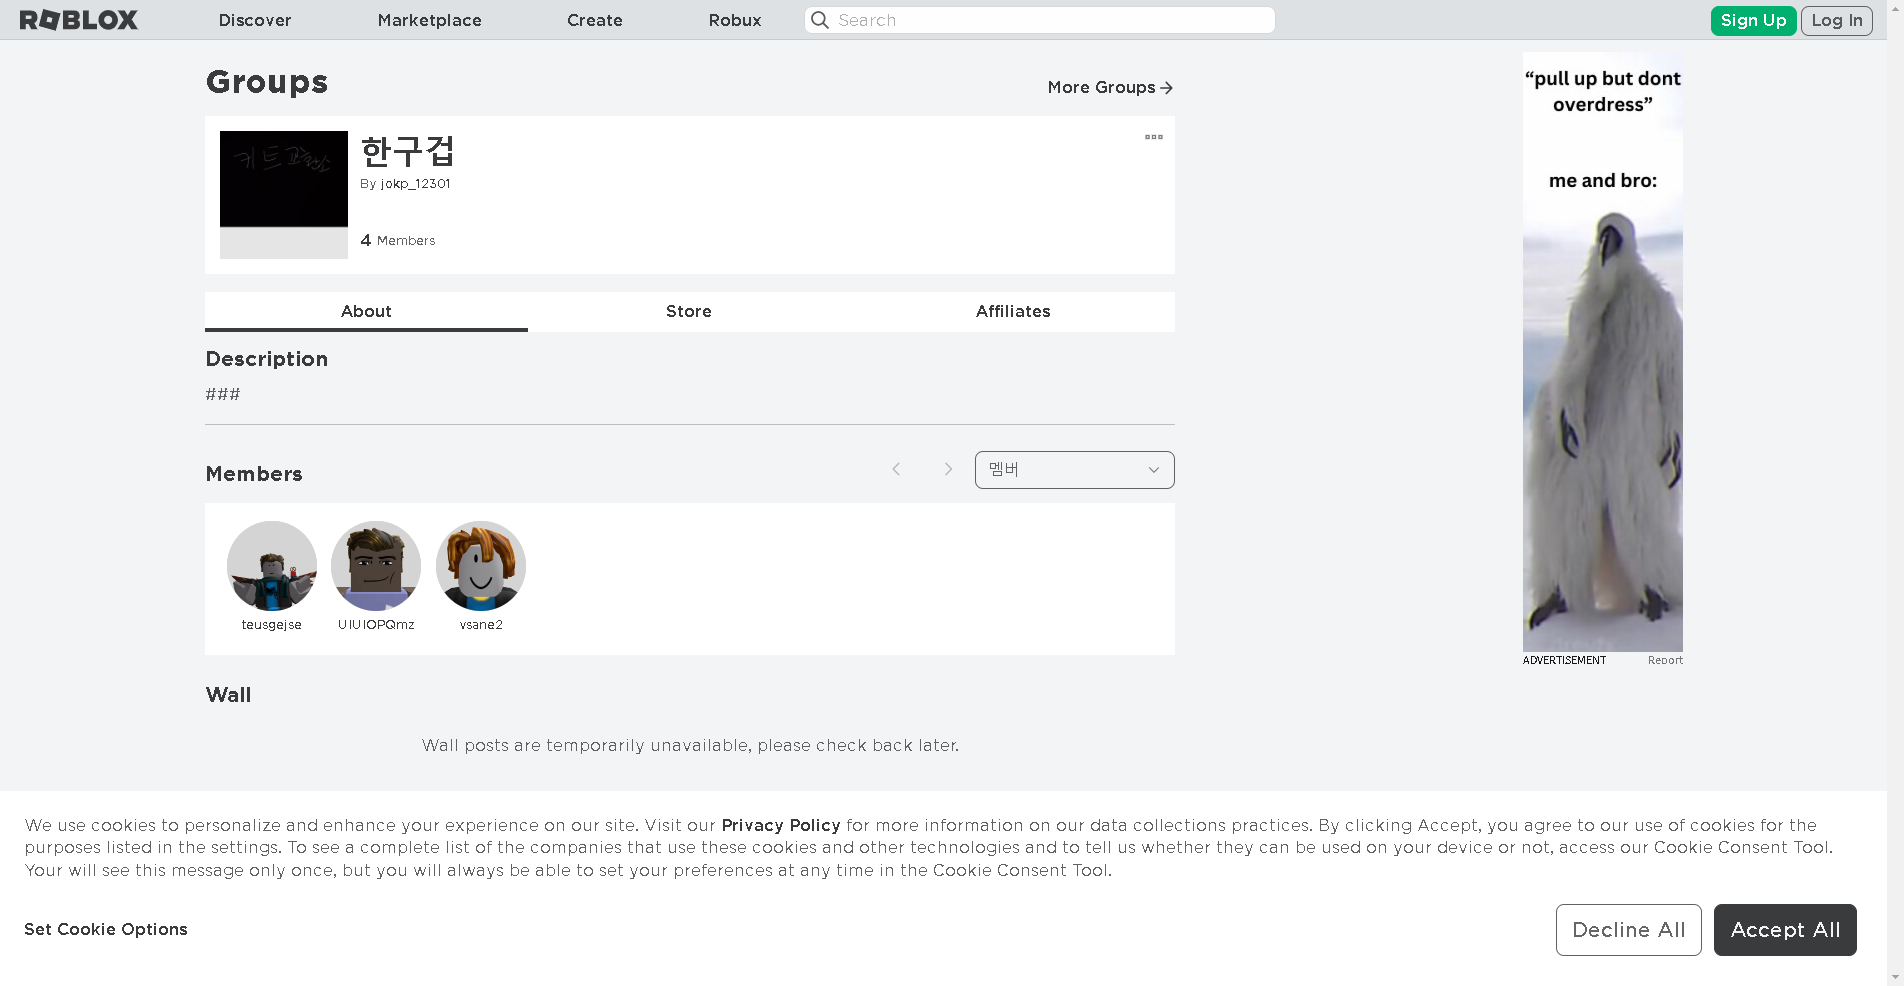 ROBLOX
Discover
Marketplace
Create
Robux
Search
Sign Up
Log In
Groups
More Groups
한구겁
By jokp_12301
4 Members
About
Store
Affiliates
Description
###
Members
멤버
teusgejse
UIUIOPQmz
vsane2
Wall
Wall posts are temporarily unavailable, please check back later.
“pull up but dont
overdress”
me and bro:
ADVERTISEMENT
Report
We use cookies to personalize and enhance your experience on our site. Visit our Privacy Policy for more information on our data collections practices. By clicking Accept, you agree to our use of cookies for the
purposes listed in the settings. To see a complete list of the companies that use these cookies and other technologies and to tell us whether they can be used on your device or not, access our Cookie Consent Tool.
Your will see this message only once, but you will always be able to set your preferences at any time in the Cookie Consent Tool.
Set Cookie Options
Decline All
Accept All